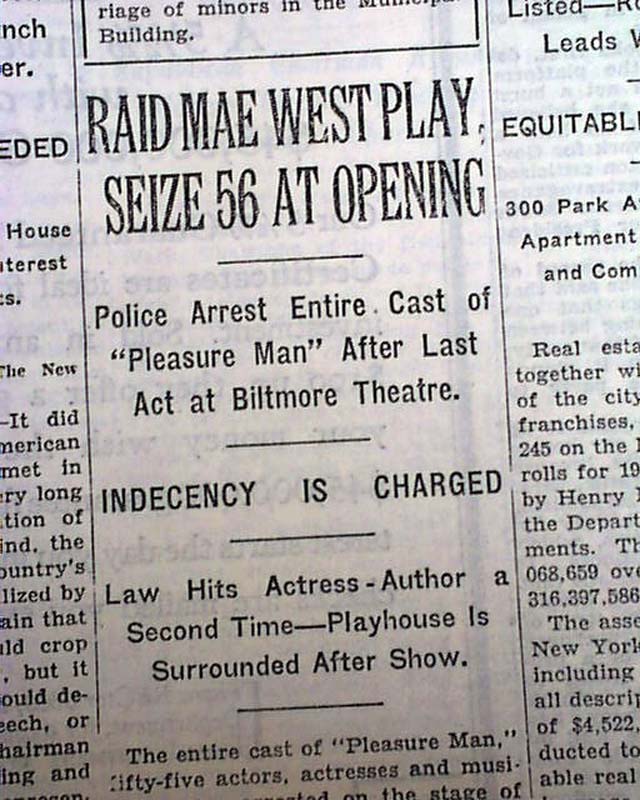 riage of minors in the
Building.
RAID MAE WEST PLAY,
SEIZE 56 AT OPENING
Police Arrest Entire Cast of
"Pleasure Man" After Last
Act at Biltmore Theatre.
INDECENCY IS CHARGED
Law Hits Actress-Author a
Second Time—Playhouse Is
Surrounded After Show.
The entire cast of "Pleasure Man,"
fifty-five actors, actresses and musi-
on the stage of
nch
er.
EDED
House
terest
ts.
The New
—It did
merican
met in
ry long
tion of
ind, the
ountry's
lized by
ain that
uld crop
, but it
ould de-
eech, or
hairman
ing and
Listed—
Leads
EQUITABL
300 Park
Apartment
and Com
Real esta
together wi
of the city
franchises,
245 on the
rolls for 19
by Henry
the Depart
ments. Th
068,659 ove
316,397,586
The asse
New York
including
all descrip
of $4,522,
ducted to
able real